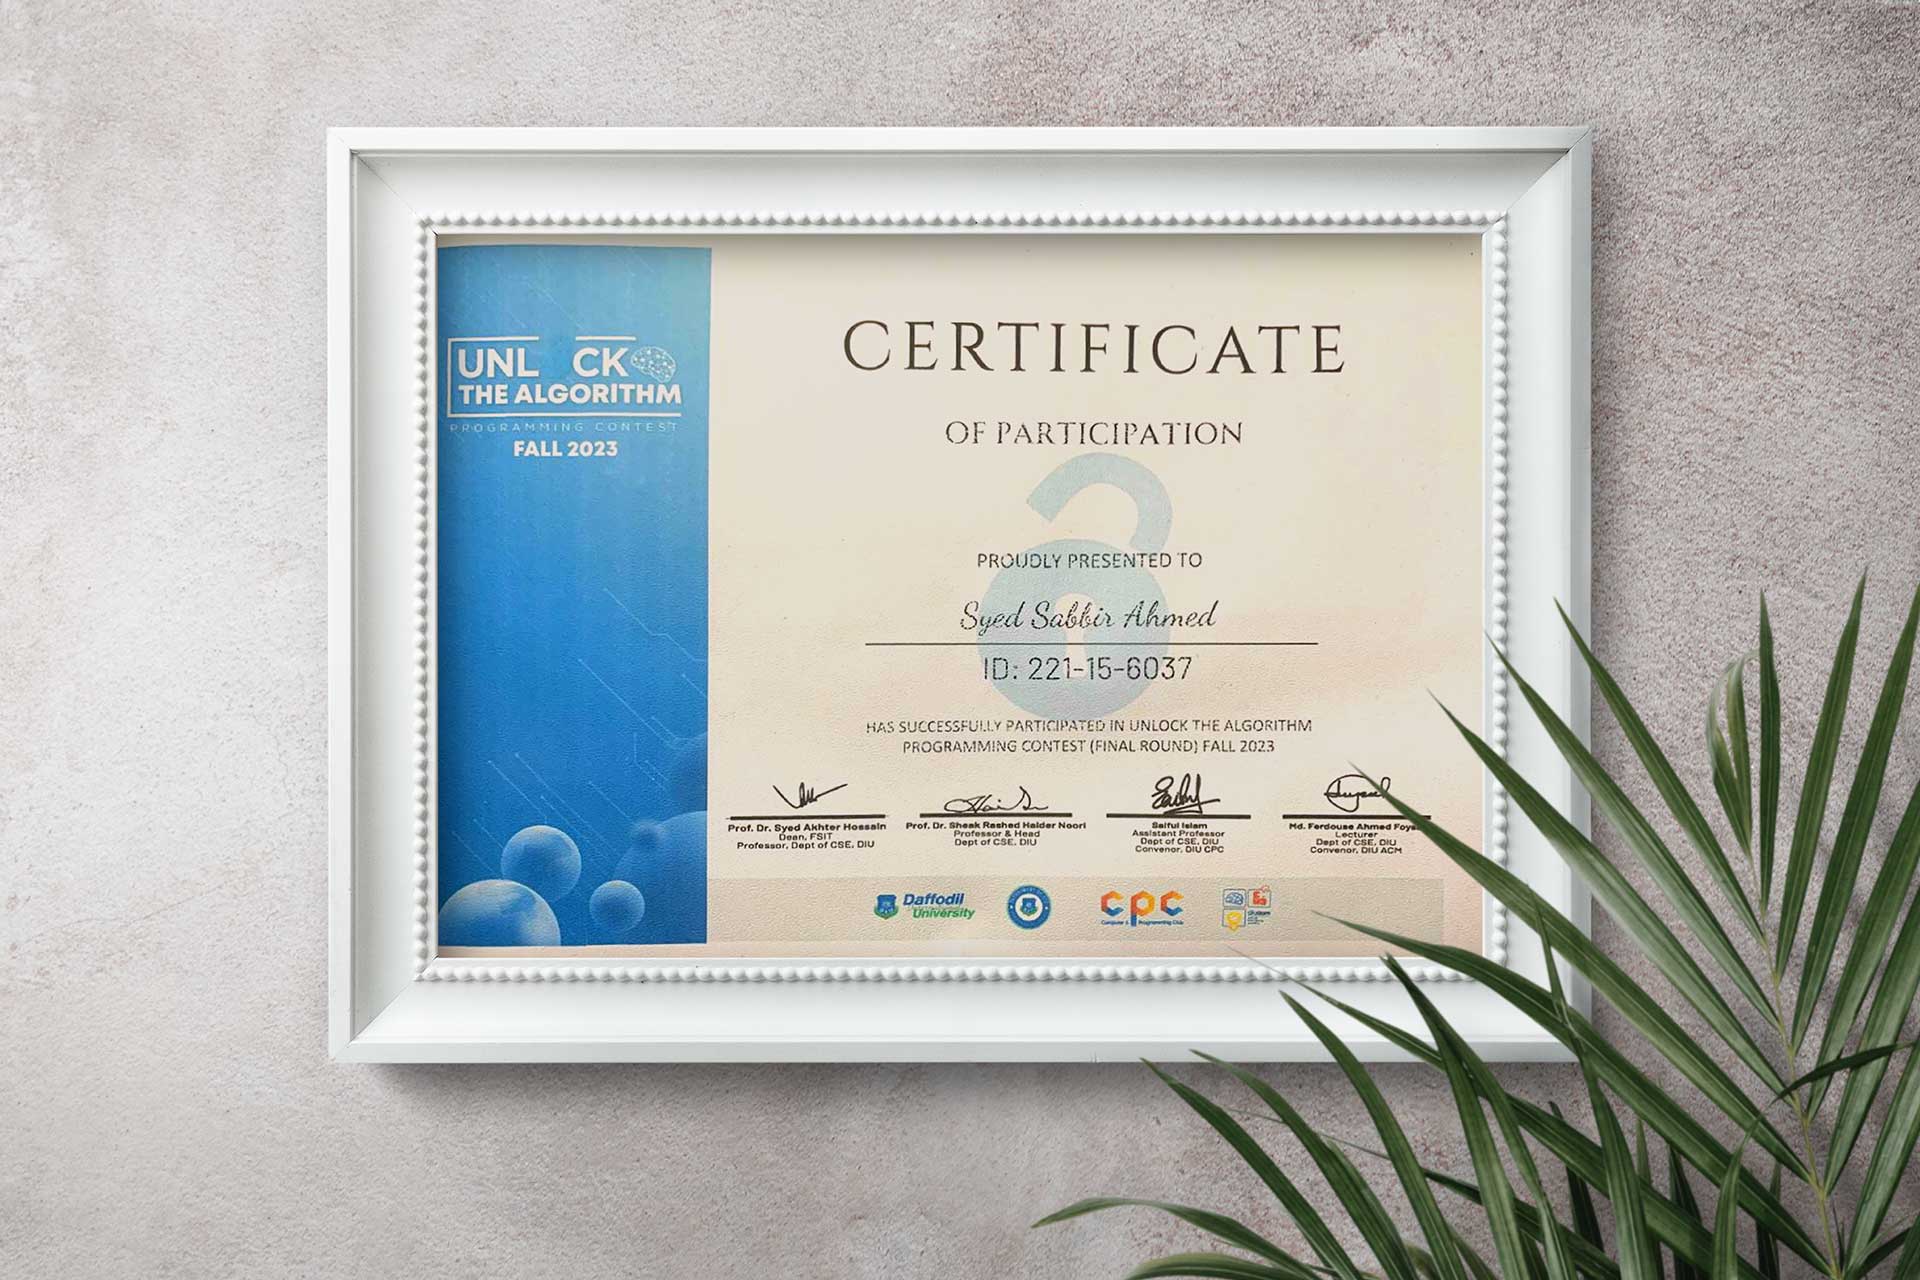 UNL CK
THE ALGORITHM
PROGRAMMING CONTEST
FALL 2023
CERTIFICATE
OF PARTICIPATION
PROUDLY PRESENTED TO
Syed Sabbir Ahmed
ID: 221-15-6037
HAS SUCCESSFULLY PARTICIPATED IN UNLOCK THE ALGORITHM
PROGRAMMING CONTEST (FINAL ROUND) FALL 2023
Prof. Dr. Syed Akhter Hossain
Dean, FSIT
Professor, Dept of CSE, DIU
Prof. Dr. Sheak Rashed Haider Noori
Professor & Head
Dept of CSE, DIU
Saiful Islam
Assistant Professor
Dept of CSE, DIU
Convenor, DIU CPC
Md. Ferdouse Ahmed
Lecturer
Dept of CSE, DIU
Convenor, DIU ACM
Daffodil
University
cpc
Computer & Programming Club